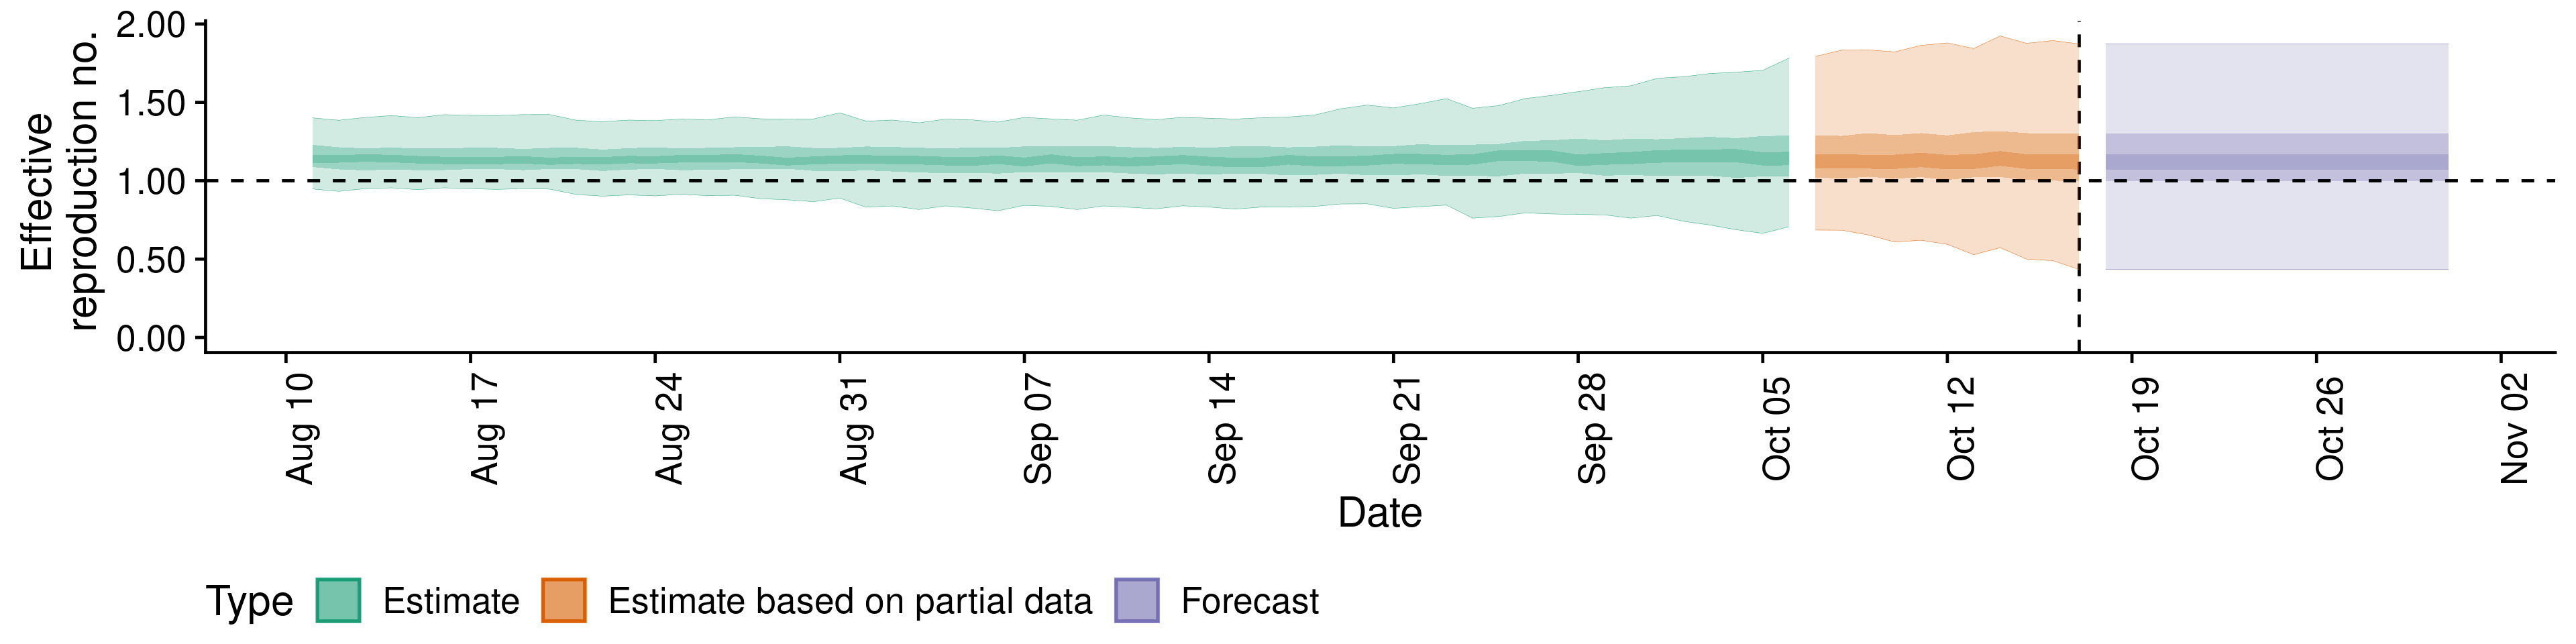 Effective
reproduction no.
2.00
1.50
1.00
0.50
0.00
Aug 10
Aug 17
Aug 24
Aug 31
Sep 07
Sep 14
Sep 21
Sep 28
Oct 05
Oct 12
Oct 19
Oct 26
Nov 02
Date
Type Estimate Estimate based on partial data Forecast